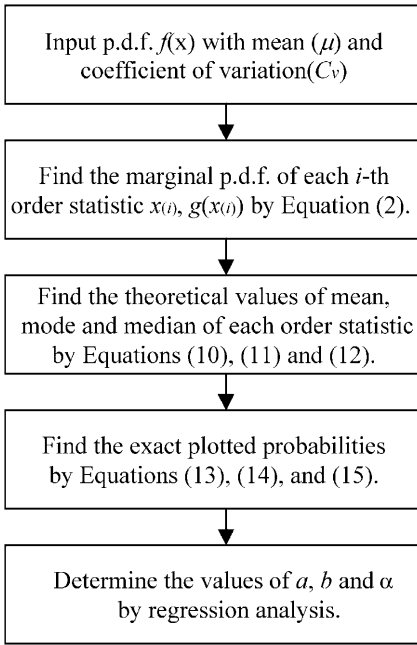 Input p.d.f. f(x) with mean (μ) and
coefficient of variation(Cv)
Find the marginal p.d.f. of each i-th
order statistic x(i), g(x(i)) by Equation (2).
Find the theoretical values of mean,
mode and median of each order statistic
by Equations (10), (11) and (12).
Find the exact plotted probabilities
by Equations (13), (14), and (15).
Determine the values of a, b and α
by regression analysis.